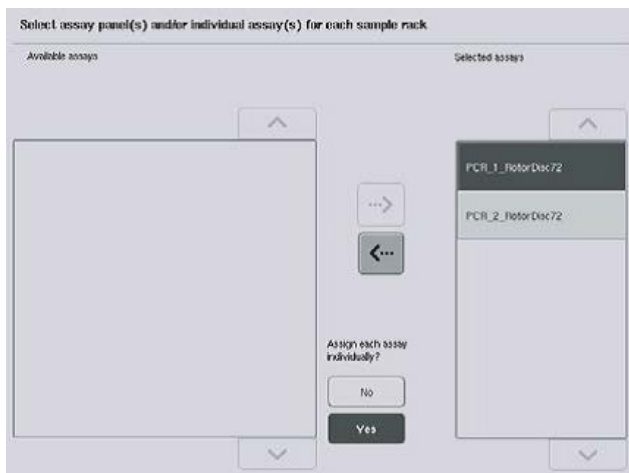 Select assay panel(s) and/or individual assay(s) for each sample rack
Available assays
Selected assays
PCR_1_RotorDisc72
PCR_2_RotorDisc72
Assign each assay
individually?
No
Yes